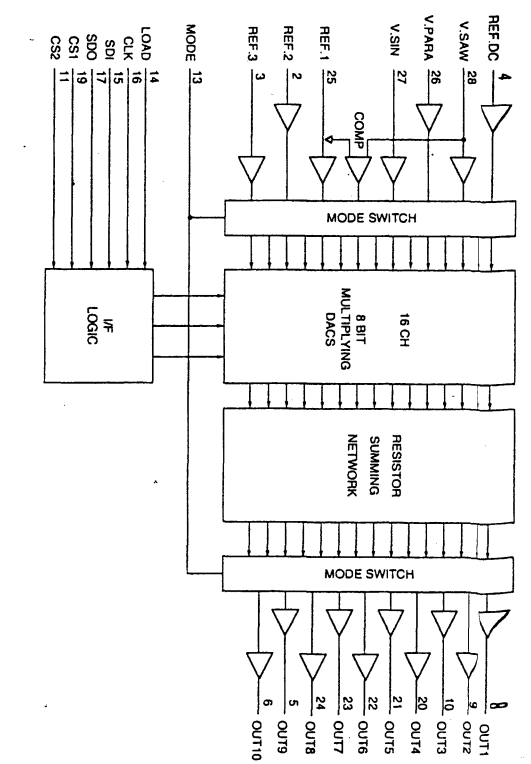 REF.DC 4
V.SAW 28
V.PARA 26
V.SIN 27
COMP
REF.1 25
REF.2 2
REF.3 3
MODE 13
LOAD 14
CLK 16
SDI 15
SDO 17
CS1 19
CS2 11
MODE SWITCH
16 CH
8 BIT
MULTIPLYING
DACS
I/F
LOGIC
RESISTOR
SUMMING
NETWORK
MODE SWITCH
8 OUT1
9 OUT2
10 OUT3
20 OUT4
21 OUT5
22 OUT6
23 OUT7
24 OUT8
5 OUT9
6 OUT10